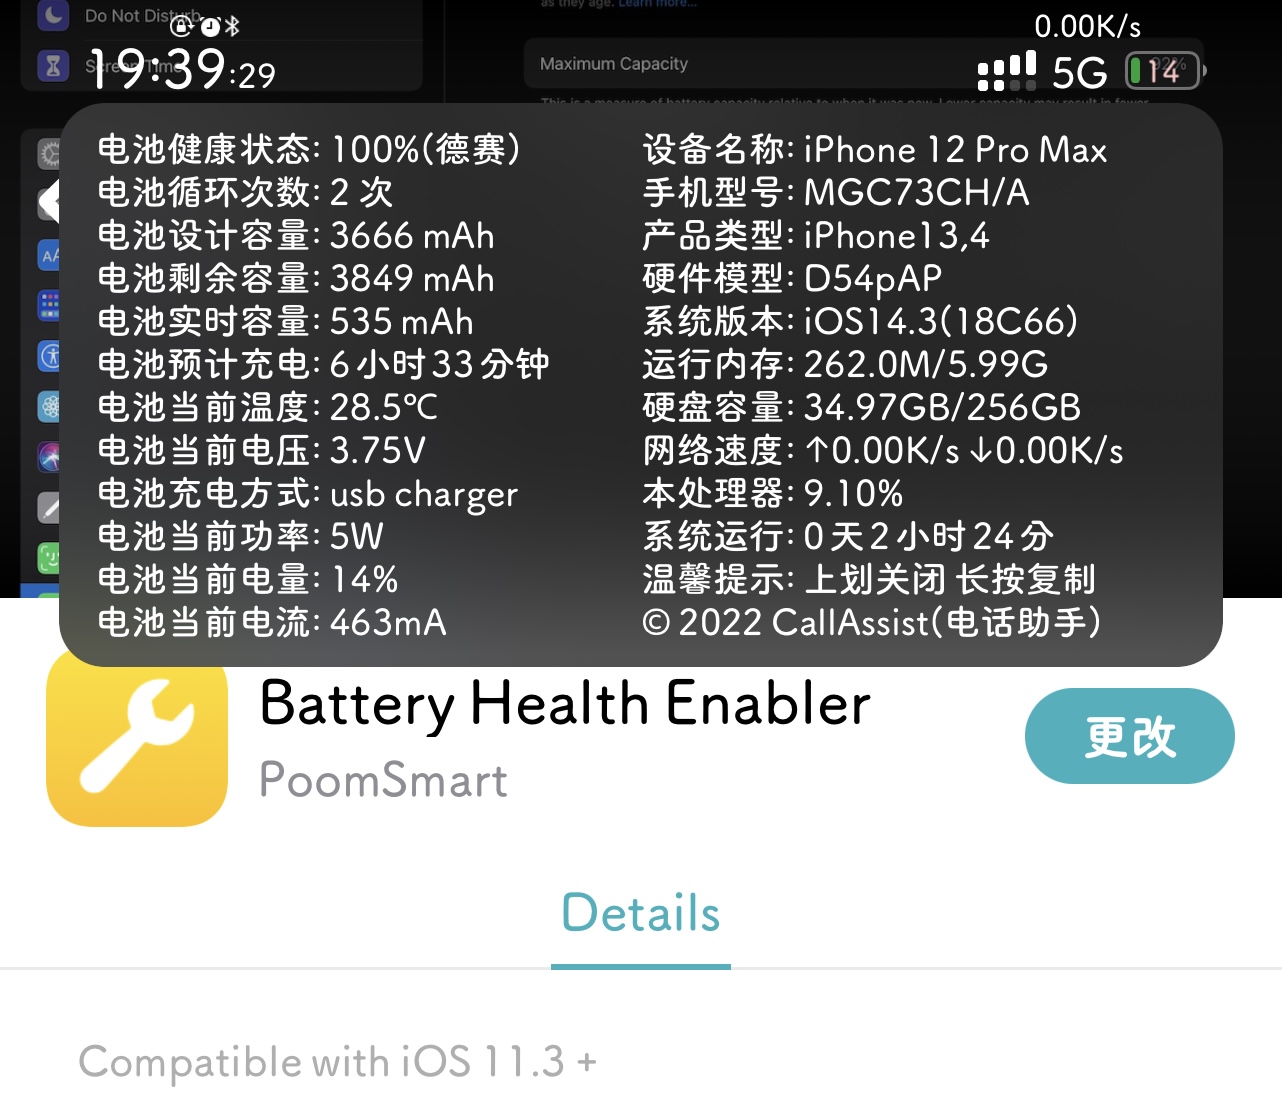 as they age. Learn more...
Do Not Disturb
0.00K/s
19:39:29
Screen Time
5G
14
Maximum Capacity
92%
电池健康状态: 100%(德赛)
电池循环次数: 2 次
电池设计容量: 3666 mAh
电池剩余容量: 3849 mAh
电池实时容量: 535 mAh
电池预计充电: 6 小时 33 分钟
电池当前温度: 28.5℃
电池当前电压: 3.75V
电池充电方式: usb charger
电池当前功率: 5W
电池当前电量: 14%
电池当前电流: 463mA
设备名称: iPhone 12 Pro Max
手机型号: MGC73CH/A
产品类型: iPhone13,4
硬件模型: D54pAP
系统版本: iOS14.3(18C66)
运行内存: 262.0M/5.99G
硬盘容量: 34.97GB/256GB
网络速度: ↑0.00K/s ↓0.00K/s
本处理器: 9.10%
系统运行: 0 天 2 小时 24 分
温馨提示: 上划关闭 长按复制
© 2022 CallAssist(电话助手)
Battery Health Enabler
PoomSmart
更改
Details
Compatible with iOS 11.3 +